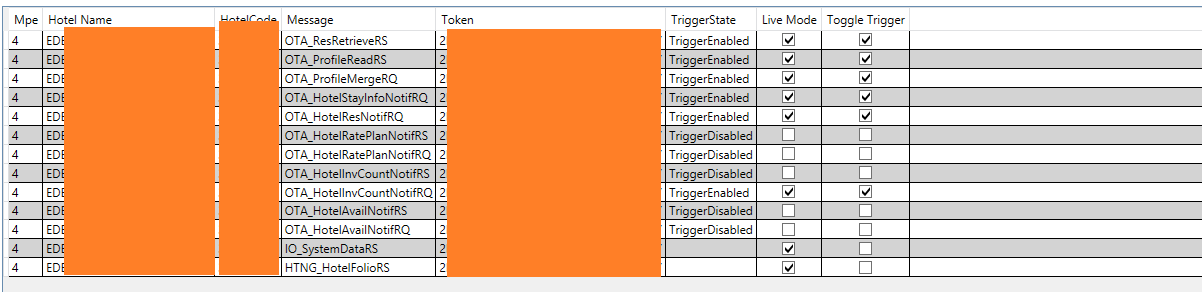 Mpe Hotel Name HotelCode Message Token TriggerState Live Mode Toggle Trigger
4 EDE OTA_ResRetrieveRS 2 TriggerEnabled
4 EDE OTA_ProfileReadRS 2 TriggerEnabled
4 EDE OTA_ProfileMergeRQ 2 TriggerEnabled
4 EDE OTA_HotelStayInfoNotifRQ 2 TriggerEnabled
4 EDE OTA_HotelResNotifRQ 2 TriggerEnabled
4 EDE OTA_HotelRatePlanNotifRS 2 TriggerDisabled
4 EDE OTA_HotelRatePlanNotifRQ 2 TriggerDisabled
4 EDE OTA_HotelInvCountNotifRS 2 TriggerDisabled
4 EDE OTA_HotelInvCountNotifRQ 2 TriggerEnabled
4 EDE OTA_HotelAvailNotifRS 2 TriggerDisabled
4 EDE OTA_HotelAvailNotifRQ 2 TriggerDisabled
4 EDE IO_SystemDataRS 2
4 EDE HTNG_HotelFolioRS 2